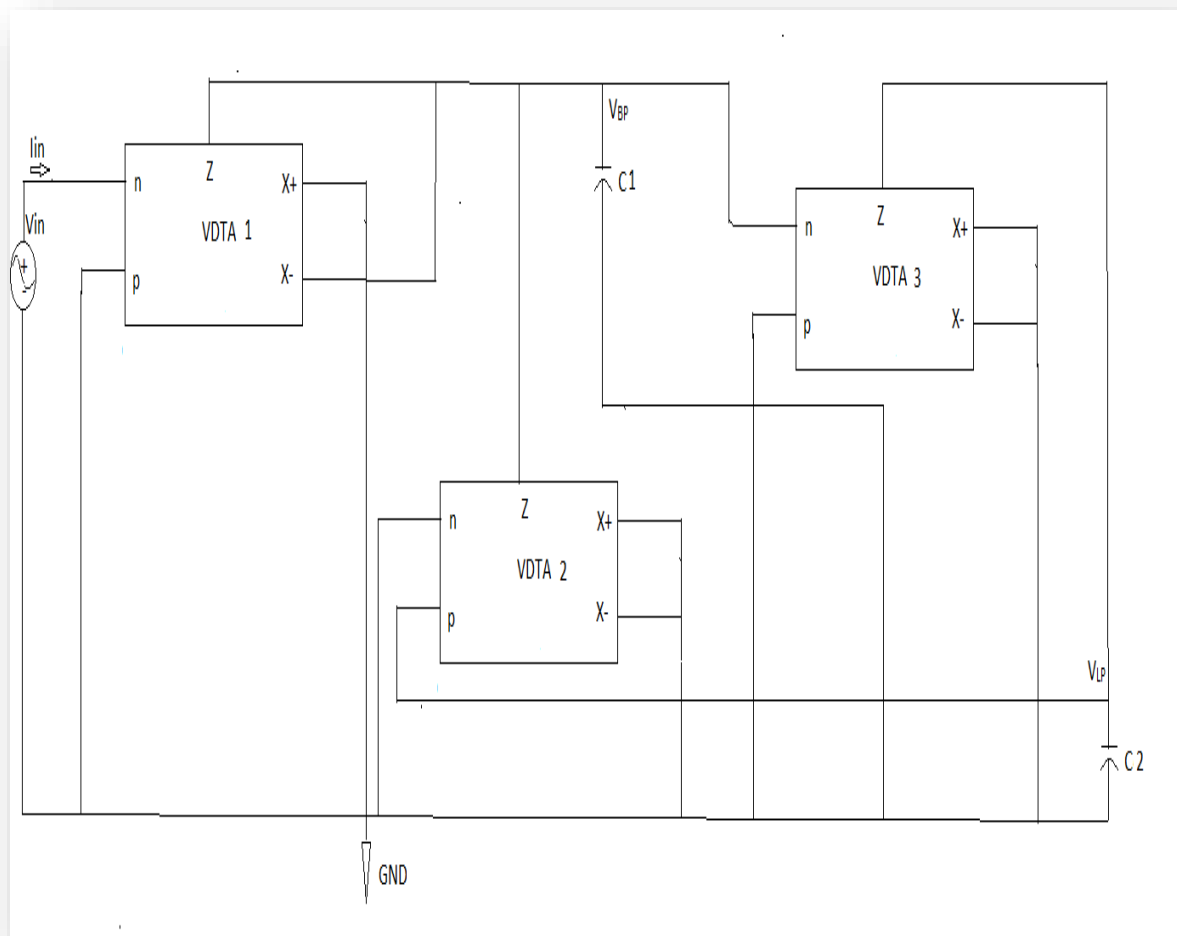 Iin
Vin
n
Z
X+
VDTA 1
p
X-
VBP
C1
n
Z
X+
VDTA 3
p
X-
n
Z
X+
VDTA 2
p
X-
VLP
C2
GND